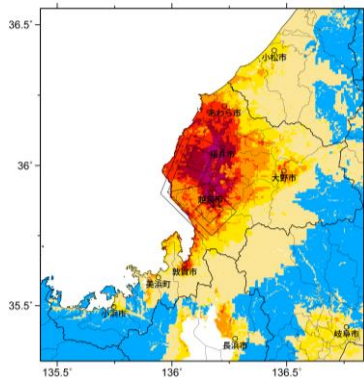 36.5˚
小松市
あわら市
福井市
36˚
大野市
越前市
敦賀市
美浜町
35.5˚
小浜市
岐阜市
長浜市
135.5˚
136˚
136.5˚